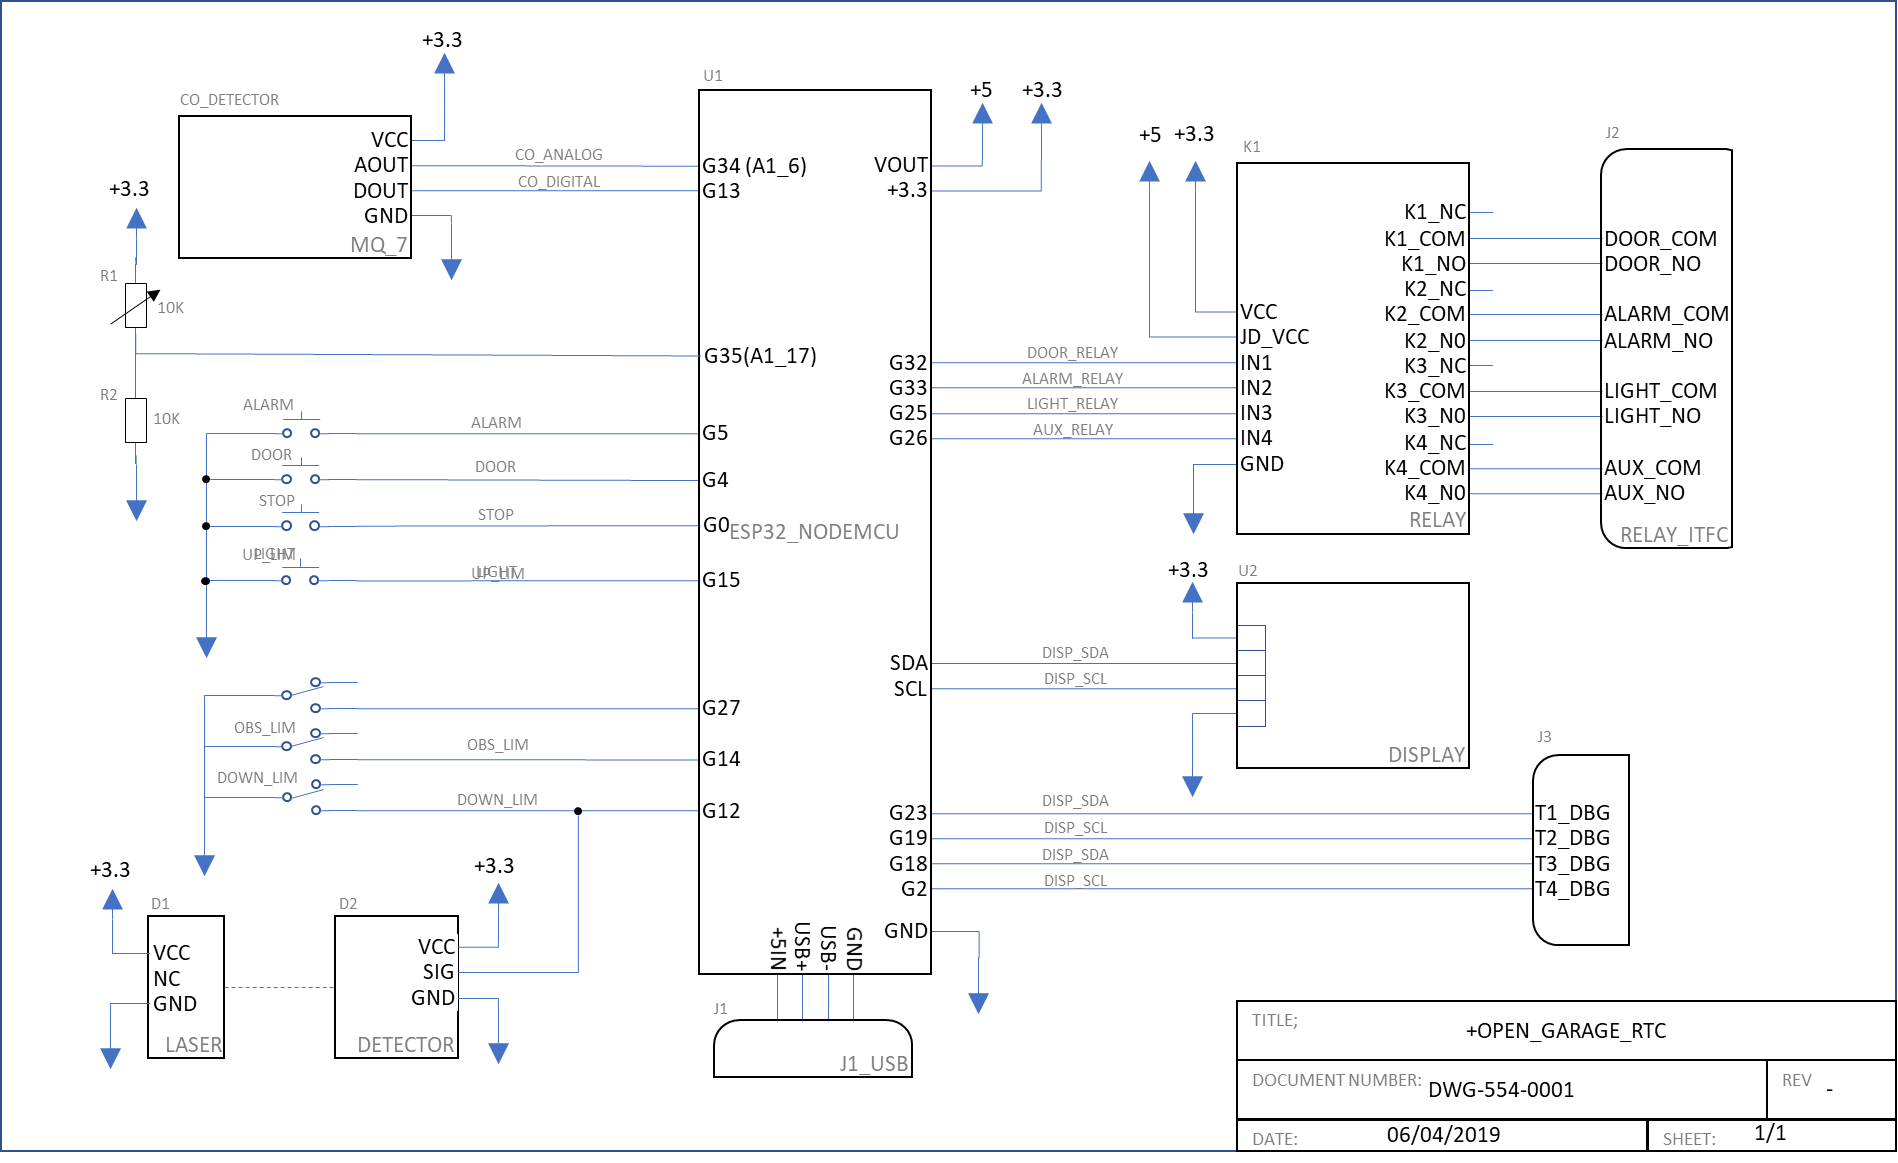 +3.3
CO_DETECTOR
VCC
AOUT
DOUT
GND
MQ_7
CO_ANALOG
CO_DIGITAL
+3.3
R1
10K
R2
10K
ALARM
ALARM
DOOR
DOOR
STOP
STOP
UP_LIM
LIGHT
LIGHT
UP_LIM
OBS_LIM
OBS_LIM
DOWN_LIM
DOWN_LIM
+3.3
D1
VCC
NC
GND
LASER
+3.3
D2
VCC
SIG
GND
DETECTOR
U1
G34 (A1_6)
G13
G35(A1_17)
G5
G4
G0
ESP32_NODEMCU
G15
G27
G14
G12
VOUT
+3.3
G32
G33
G25
G26
SDA
SCL
G23
G19
G18
G2
GND
+5IN
USB+
USB-
GND
J1
J1_USB
+5
+3.3
DOOR_RELAY
ALARM_RELAY
LIGHT_RELAY
AUX_RELAY
+5
+3.3
K1
VCC
JD_VCC
IN1
IN2
IN3
IN4
GND
K1_NC
K1_COM
K1_NO
K2_NC
K2_COM
K2_N0
K3_NC
K3_COM
K3_N0
K4_NC
K4_COM
K4_N0
RELAY
J2
DOOR_COM
DOOR_NO
ALARM_COM
ALARM_NO
LIGHT_COM
LIGHT_NO
AUX_COM
AUX_NO
RELAY_ITFC
+3.3
U2
DISP_SDA
DISP_SCL
DISPLAY
DISP_SDA
DISP_SCL
DISP_SDA
DISP_SCL
J3
T1_DBG
T2_DBG
T3_DBG
T4_DBG
TITLE;
+OPEN_GARAGE_RTC
DOCUMENT NUMBER: DWG-554-0001
REV -
DATE: 06/04/2019
SHEET: 1/1